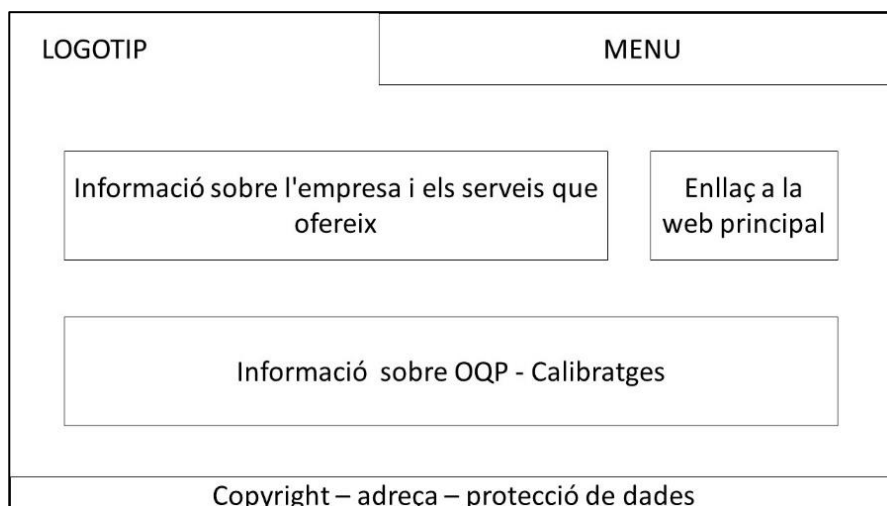 LOGOTIP
MENU
Informació sobre l'empresa i els serveis que
ofereix
Enllaç a la
web principal
Informació sobre OQP - Calibratges
Copyright – adreça – protecció de dades